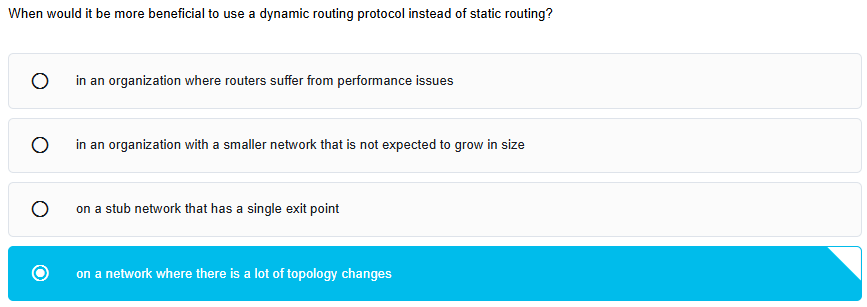 When would it be more beneficial to use a dynamic routing protocol instead of static routing?
in an organization where routers suffer from performance issues
in an organization with a smaller network that is not expected to grow in size
on a stub network that has a single exit point
on a network where there is a lot of topology changes